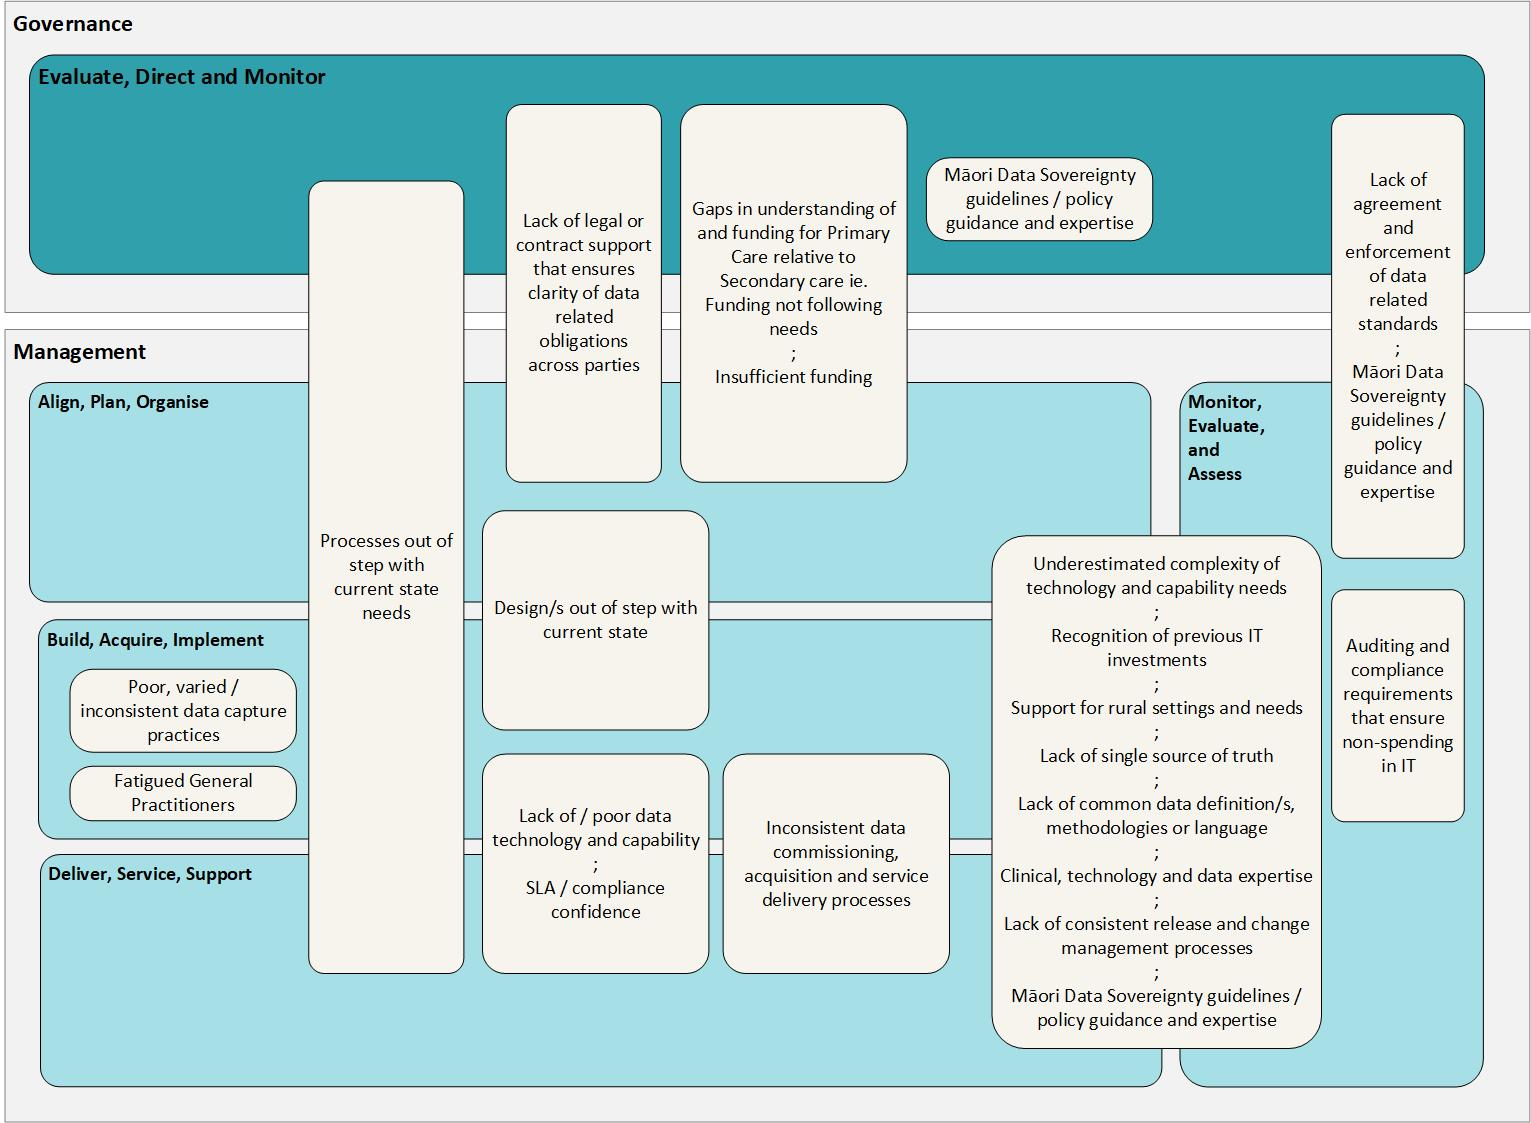 Governance
Evaluate, Direct and Monitor
Processes out of
step with
current state
needs
Lack of legal or
contract support
that ensures
clarity of data
related
obligations
across parties
Gaps in understanding of
and funding for Primary
Care relative to
Secondary care ie.
Funding not following
needs
;
Insufficient funding
Māori Data Sovereignty
guidelines / policy
guidance and expertise
Lack of
agreement
and
enforcement
of data
related
standards
;
Māori Data
Sovereignty
guidelines /
policy
guidance and
expertise
Management
Align, Plan, Organise
Monitor,
Evaluate,
and
Assess
Design/s out of step with
current state
Build, Acquire, Implement
Poor, varied /
inconsistent data capture
practices
Fatigued General
Practitioners
Lack of / poor data
technology and capability
;
SLA / compliance
confidence
Inconsistent data
commissioning,
acquisition and service
delivery processes
Underestimated complexity of
technology and capability needs
;
Recognition of previous IT
investments
;
Support for rural settings and needs
;
Lack of single source of truth
;
Lack of common data definition/s,
methodologies or language
;
Clinical, technology and data expertise
;
Lack of consistent release and change
management processes
;
Māori Data Sovereignty guidelines /
policy guidance and expertise
Auditing and
compliance
requirements
that ensure
non-spending
in IT
Deliver, Service, Support